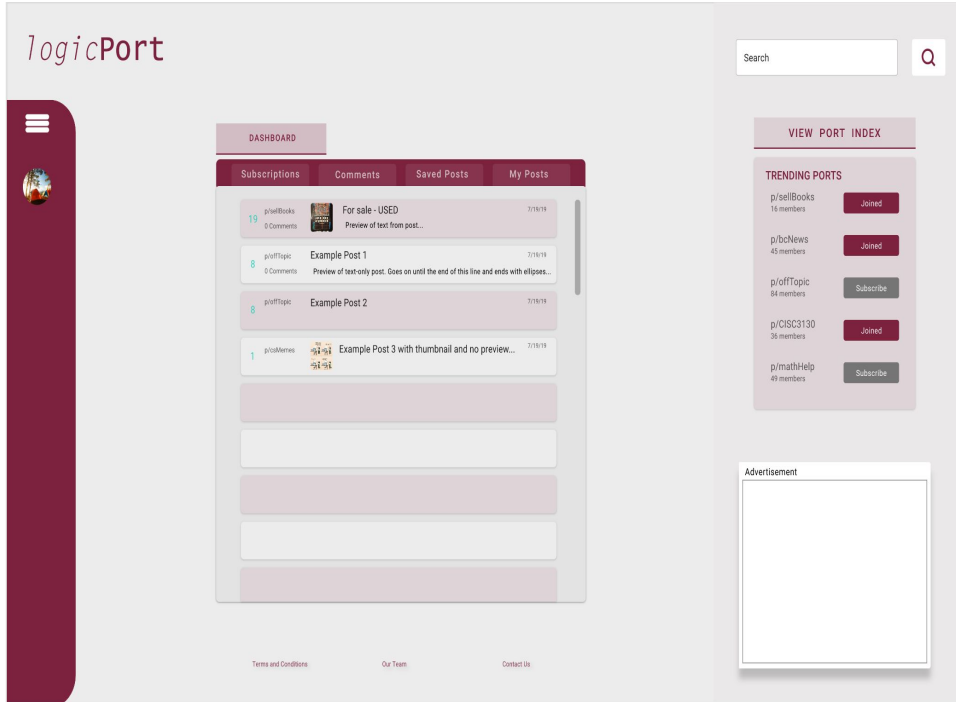 logicPort
Search
DASHBOARD
VIEW PORT INDEX
Subscriptions Comments Saved Posts My Posts
19 p/sellBooks For sale - USED 7/19/19
0 Comments Preview of text from post...
8 p/offTopic Example Post 1 7/19/19
0 Comments Preview of text-only post. Goes on until the end of this line and ends with ellipses...
8 p/offTopic Example Post 2 7/19/19
1 p/coMemes Example Post 3 with thumbnail and no preview... 7/19/19
TRENDING PORTS
p/sellBooks
16 members Joined
p/bcNews
45 members Joined
p/offTopic
84 members Subscribe
p/CISC3130
36 members Joined
p/mathHelp
49 members Subscribe
Advertisement
Terms and Conditions Our Team Contact Us